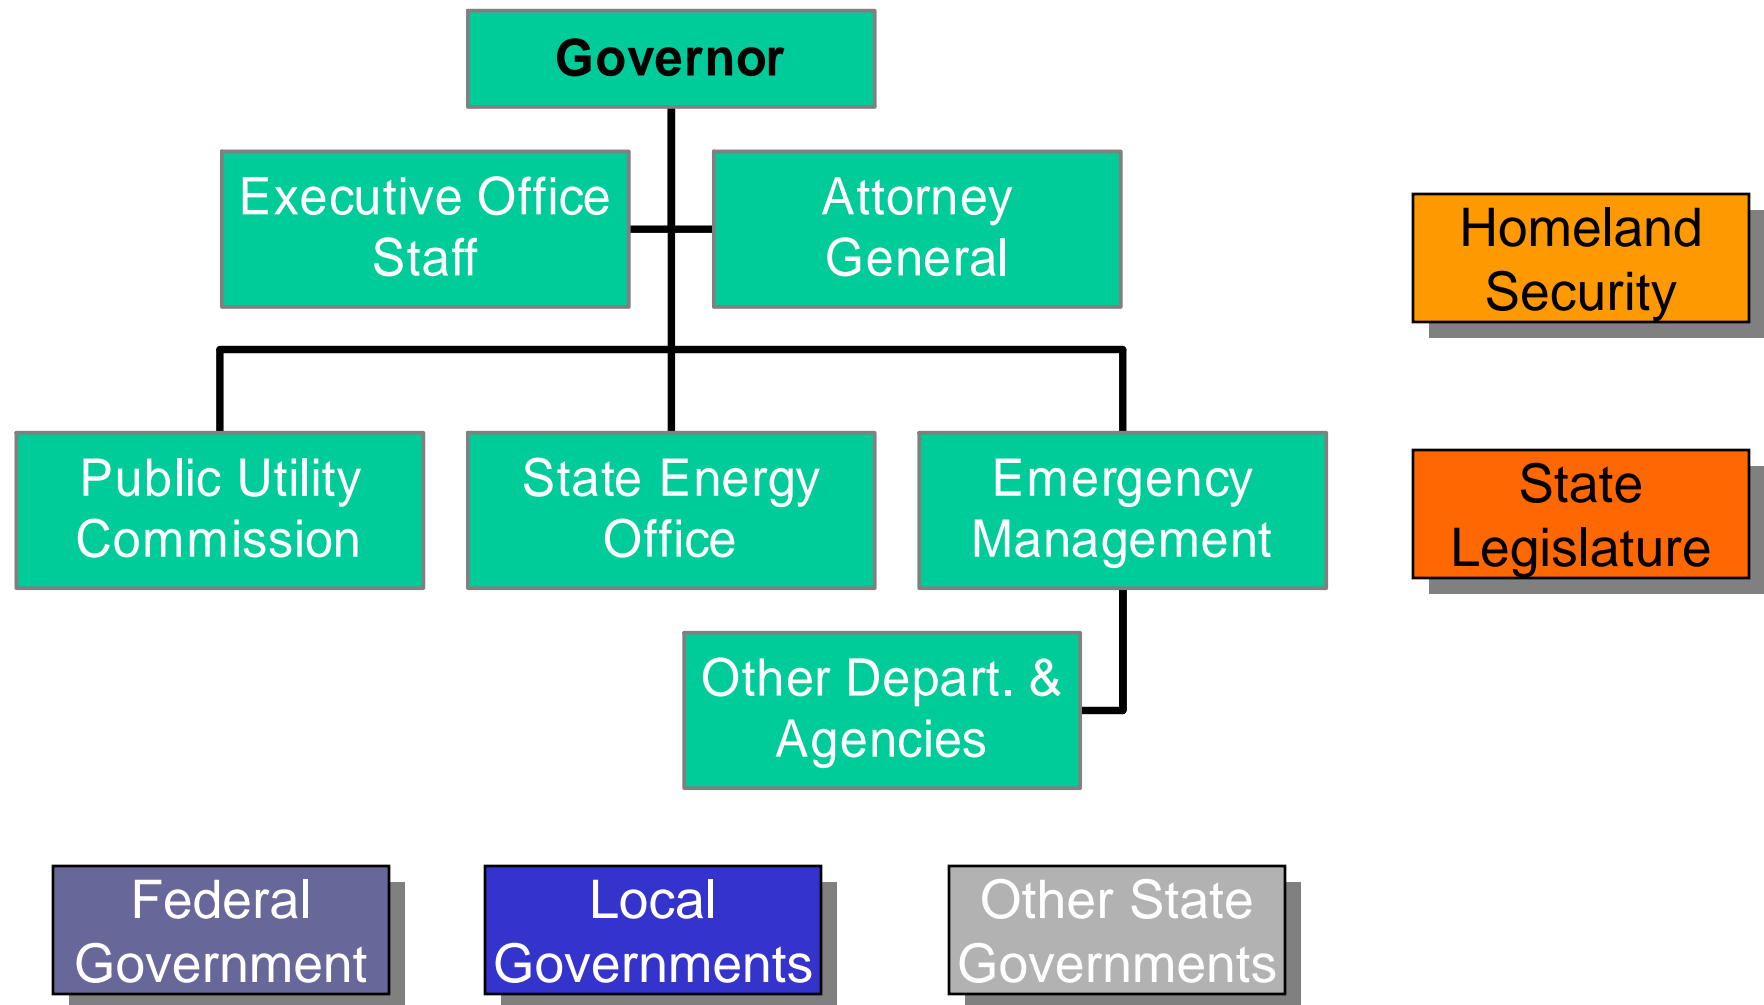 Governor
Executive Office
Staff
Attorney
General
Homeland
Security
Public Utility
Commission
State Energy
Office
Emergency
Management
State
Legislature
Other Depart. &
Agencies
Federal
Government
Local
Governments
Other State
Governments